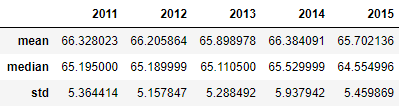 2011 2012 2013 2014 2015
mean 66.328023 66.205864 65.898978 66.384091 65.702136
median 65.195000 65.189999 65.110500 65.529999 64.554996
std 5.364414 5.157847 5.288492 5.937942 5.459869